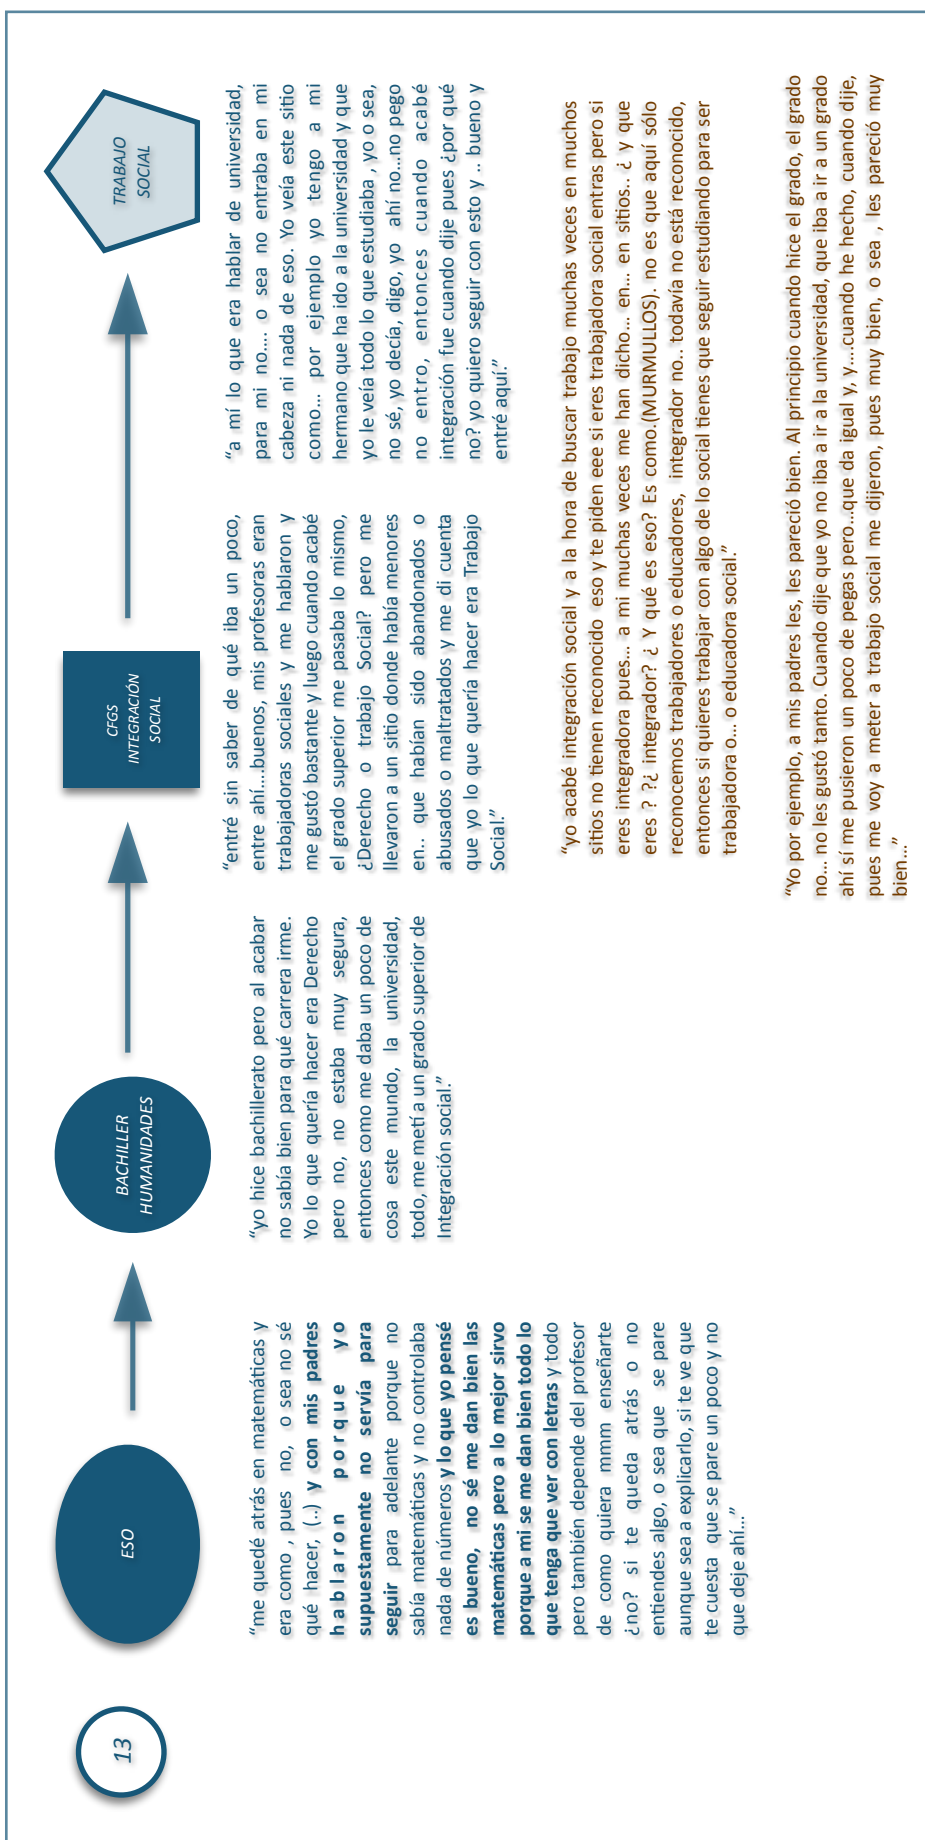 13
ESO
BACHILLER
HUMANIDADES
CFGS
INTEGRACIÓN
SOCIAL
TRABAJO
SOCIAL
“me quedé atrás en matemáticas y
era como , pues no, o sea no sé
qué hacer, (..) y con mis padres
hablaron porque yo
supuestamente no servía para
seguir para adelante porque no
sabía matemáticas y no controlaba
nada de números y lo que yo pensé
es bueno, no sé me dan bien las
matemáticas pero a lo mejor sirvo
porque a mi se me dan bien todo lo
que tenga que ver con letras y todo
pero también depende del profesor
de como quiera mmm enseñarte
¿no? si te queda atrás o no
entiendes algo, o sea que se pare
aunque sea a explicarlo, si te ve que
te cuesta que se pare un poco y no
que deje ahí...”
“yo hice bachillerato pero al acabar
no sabía bien para qué carrera irme.
Yo lo que quería hacer era Derecho
pero no, no estaba muy segura,
entonces como me daba un poco de
cosa este mundo, la universidad,
todo, me metí a un grado superior de
Integración social.”
“entré sin saber de qué iba un poco,
entre ahí...buenos, mis profesoras eran
trabajadoras sociales y me hablaron y
me gustó bastante y luego cuando acabé
el grado superior me pasaba lo mismo,
¿Derecho o trabajo Social? pero me
llevaron a un sitio donde había menores
en.. que habían sido abandonados o
abusados o maltratados y me di cuenta
que yo lo que quería hacer era Trabajo
Social.”
“a mí lo que era hablar de universidad,
para mi no.... o sea no entraba en mi
cabeza ni nada de eso. Yo veía este sitio
como... por ejemplo yo tengo a mi
hermano que ha ido a la universidad y que
yo le veía todo lo que estudiaba , yo o sea,
no sé, yo decía, digo, yo ahí no...no pego
no entro, entonces cuando acabé
integración fue cuando dije pues ¿por qué
no? yo quiero seguir con esto y .. bueno y
entré aquí.”
“yo acabé integración social y a la hora de buscar trabajo muchas veces en muchos
sitios no tienen reconocido eso y te piden eee si eres trabajadora social entras pero si
eres integradora pues... a mi muchas veces me han dicho... en... en sitios.. ¿ y que
eres ? ?¿ integrador? ¿ Y qué es eso? Es como.(MURMULLOS). no es que aquí sólo
reconocemos trabajadores o educadores, integrador no.. todavía no está reconocido,
entonces si quieres trabajar con algo de lo social tienes que seguir estudiando para ser
trabajadora o... o educadora social.”
“Yo por ejemplo, a mis padres les, les pareció bien. Al principio cuando hice el grado, el grado
no... no les gustó tanto. Cuando dije que yo no iba a ir a la universidad, que iba a ir a un grado
ahí sí me pusieron un poco de pegas pero...que da igual y, y....cuando he hecho, cuando dije,
pues me voy a meter a trabajo social me dijeron, pues muy bien, o sea , les pareció muy
bien...”